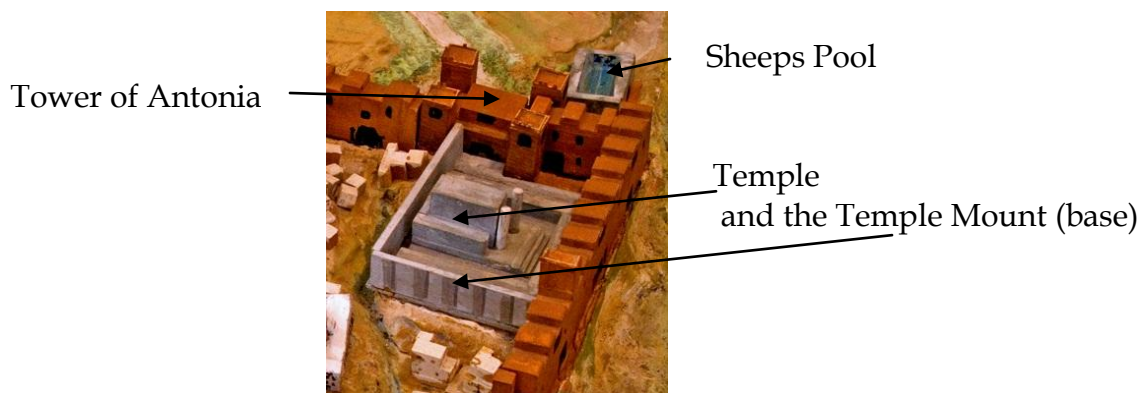 Sheeps Pool
Tower of Antonia
Temple
and the Temple Mount (base)